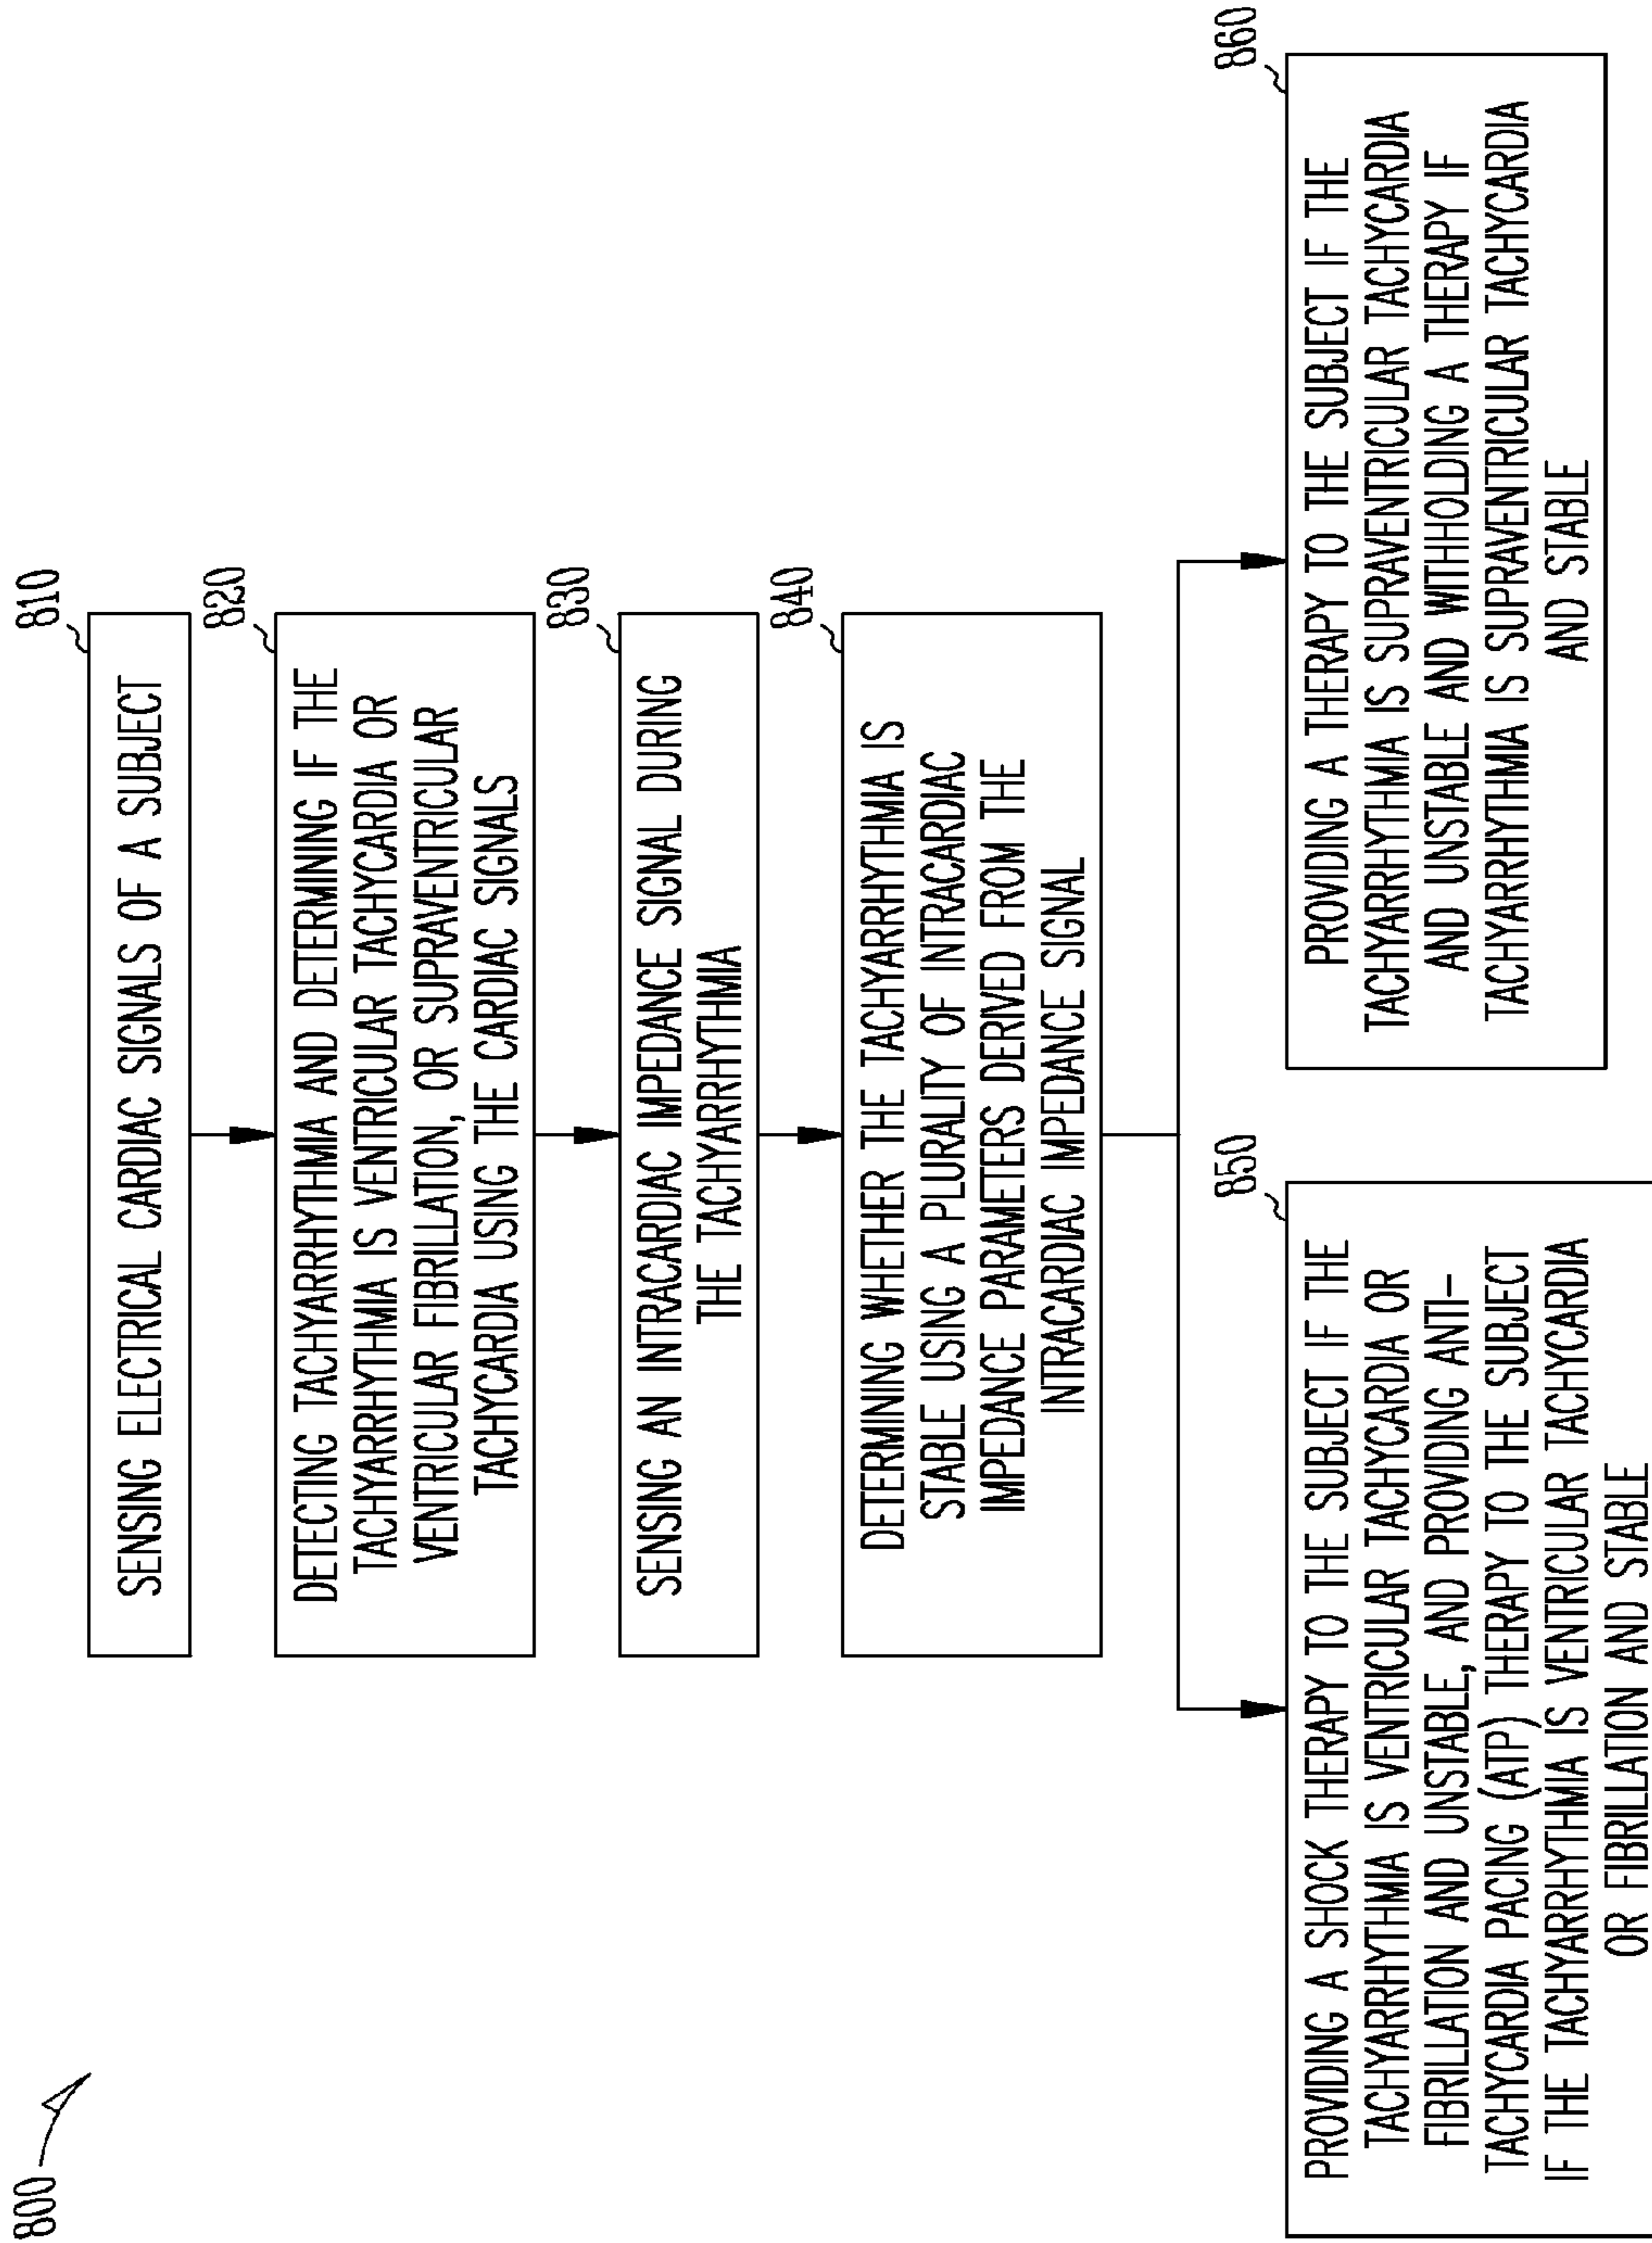 800
810
SENSING ELECTRICAL CARDIAC SIGNALS OF A SUBJECT
820
DETECTING TACHYARRHYTHMIA AND DETERMINING IF THE
TACHYARRHYTHMIA IS VENTRICULAR TACHYCARDIA OR
VENTRICULAR FIBRILLATION, OR SUPRAVENTRICULAR
TACHYCARDIA USING THE CARDIAC SIGNALS
830
SENSING AN INTRACARDIAC IMPEDANCE SIGNAL DURING
THE TACHYARRHYTHMIA
840
DETERMINING WHETHER THE TACHYARRHYTHMIA IS
STABLE USING A PLURALITY OF INTRACARDIAC
IMPEDANCE PARAMETERS DERIVED FROM THE
INTRACARDIAC IMPEDANCE SIGNAL
850
PROVIDING A SHOCK THERAPY TO THE SUBJECT IF THE
TACHYARRHYTHMIA IS VENTRICULAR TACHYCARDIA OR
FIBRILLATION AND UNSTABLE, AND PROVIDING ANTI–
TACHYCARDIA PACING (ATP) THERAPY TO THE SUBJECT
IF THE TACHYARRHYTHMIA IS VENTRICULAR TACHYCARDIA
OR FIBRILLATION AND STABLE
860
PROVIDING A THERAPY TO THE SUBJECT IF THE
TACHYARRHYTHMIA IS SUPRAVENTRICULAR TACHYCARDIA
AND UNSTABLE AND WITHHOLDING A THERAPY IF
TACHYARRHYTHMIA IS SUPRAVENTRICULAR TACHYCARDIA
AND STABLE